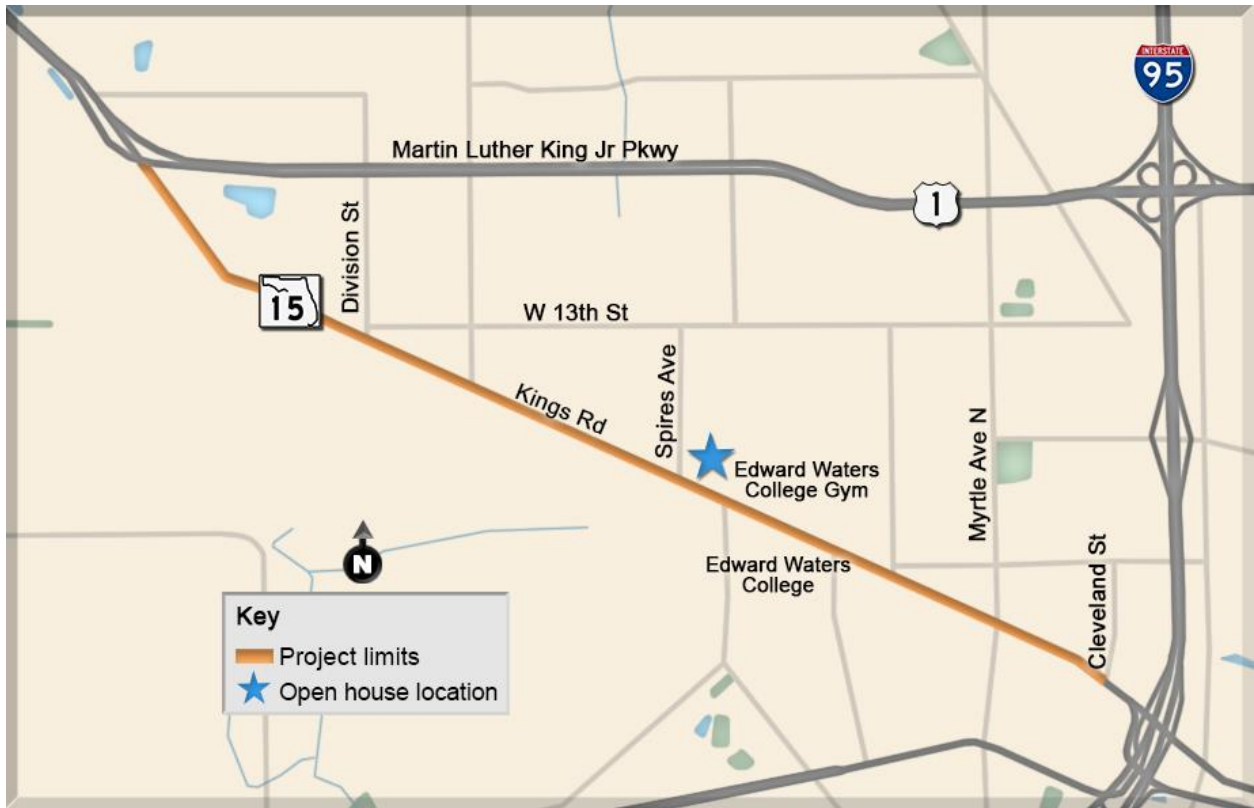 INTERSTATE
95
Martin Luther King Jr Pkwy
1
Division St
15
W 13th St
Kings Rd
Spires Ave
Edward Waters
College Gym
Myrtle Ave N
Edward Waters
College
Cleveland St
N
Key
Project limits
Open house location